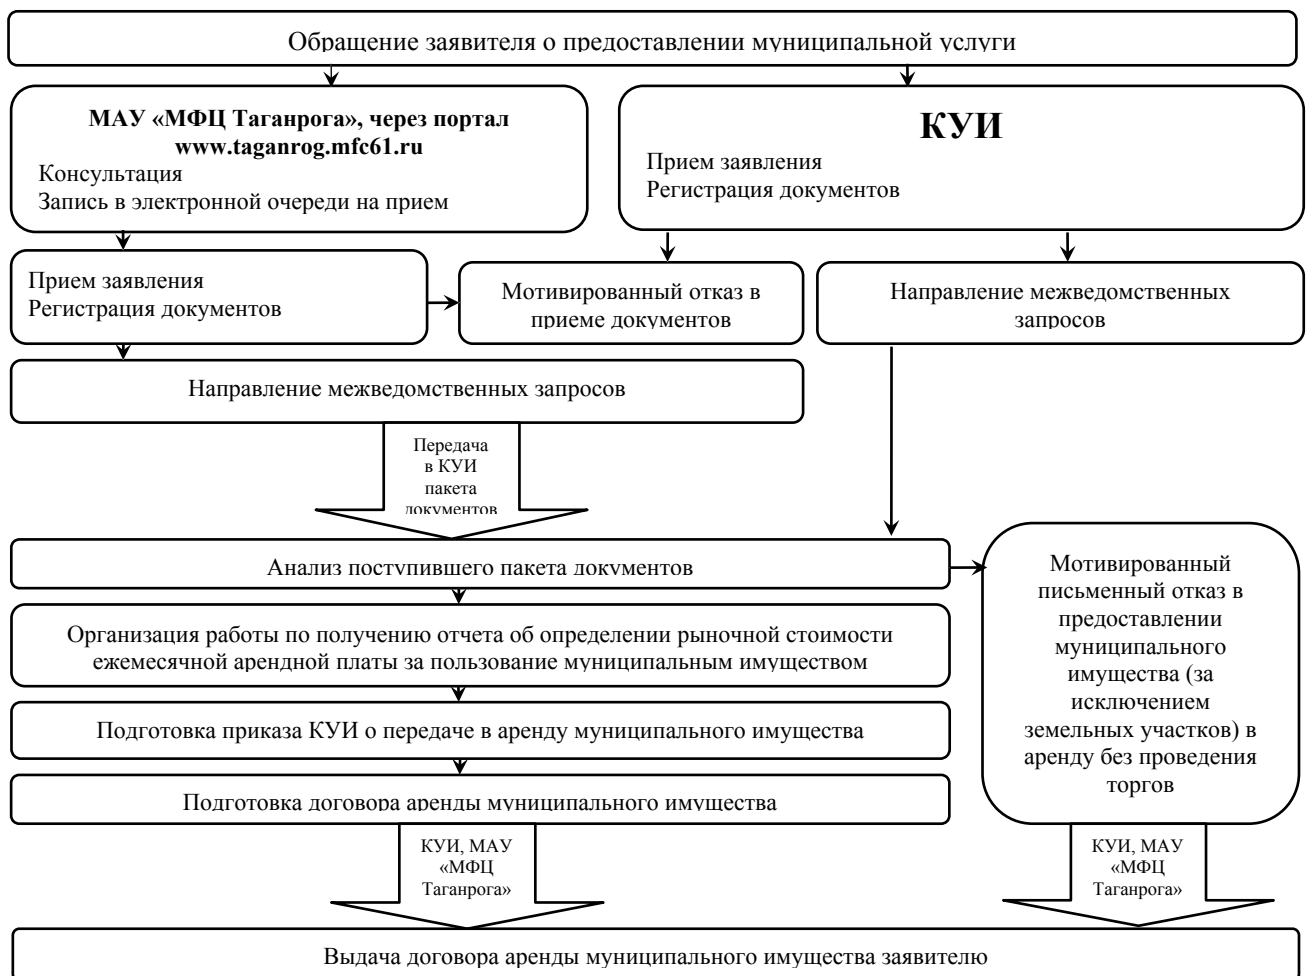 Обращение заявителя о предоставлении муниципальной услуги
МАУ «МФЦ Таганрога», через портал
www.taganrog.mfc61.ru
Консультация
Запись в электронной очереди на прием
КУИ
Прием заявления
Регистрация документов
Прием заявления
Регистрация документов
Мотивированный отказ в
приеме документов
Направление межведомственных
запросов
Направление межведомственных запросов
Передача
в КУИ
пакета
документов
Анализ поступившего пакета документов
Организация работы по получению отчета об определении рыночной стоимости
ежемесячной арендной платы за пользование муниципальным имуществом
Подготовка приказа КУИ о передаче в аренду муниципального имущества
Подготовка договора аренды муниципального имущества
Мотивированный
письменный отказ в
предоставлении
муниципального
имущества (за
исключением
земельных участков) в
аренду без проведения
торгов
КУИ, МАУ
«МФЦ
Таганрога»
КУИ, МАУ
«МФЦ
Таганрога»
Выдача договора аренды муниципального имущества заявителю